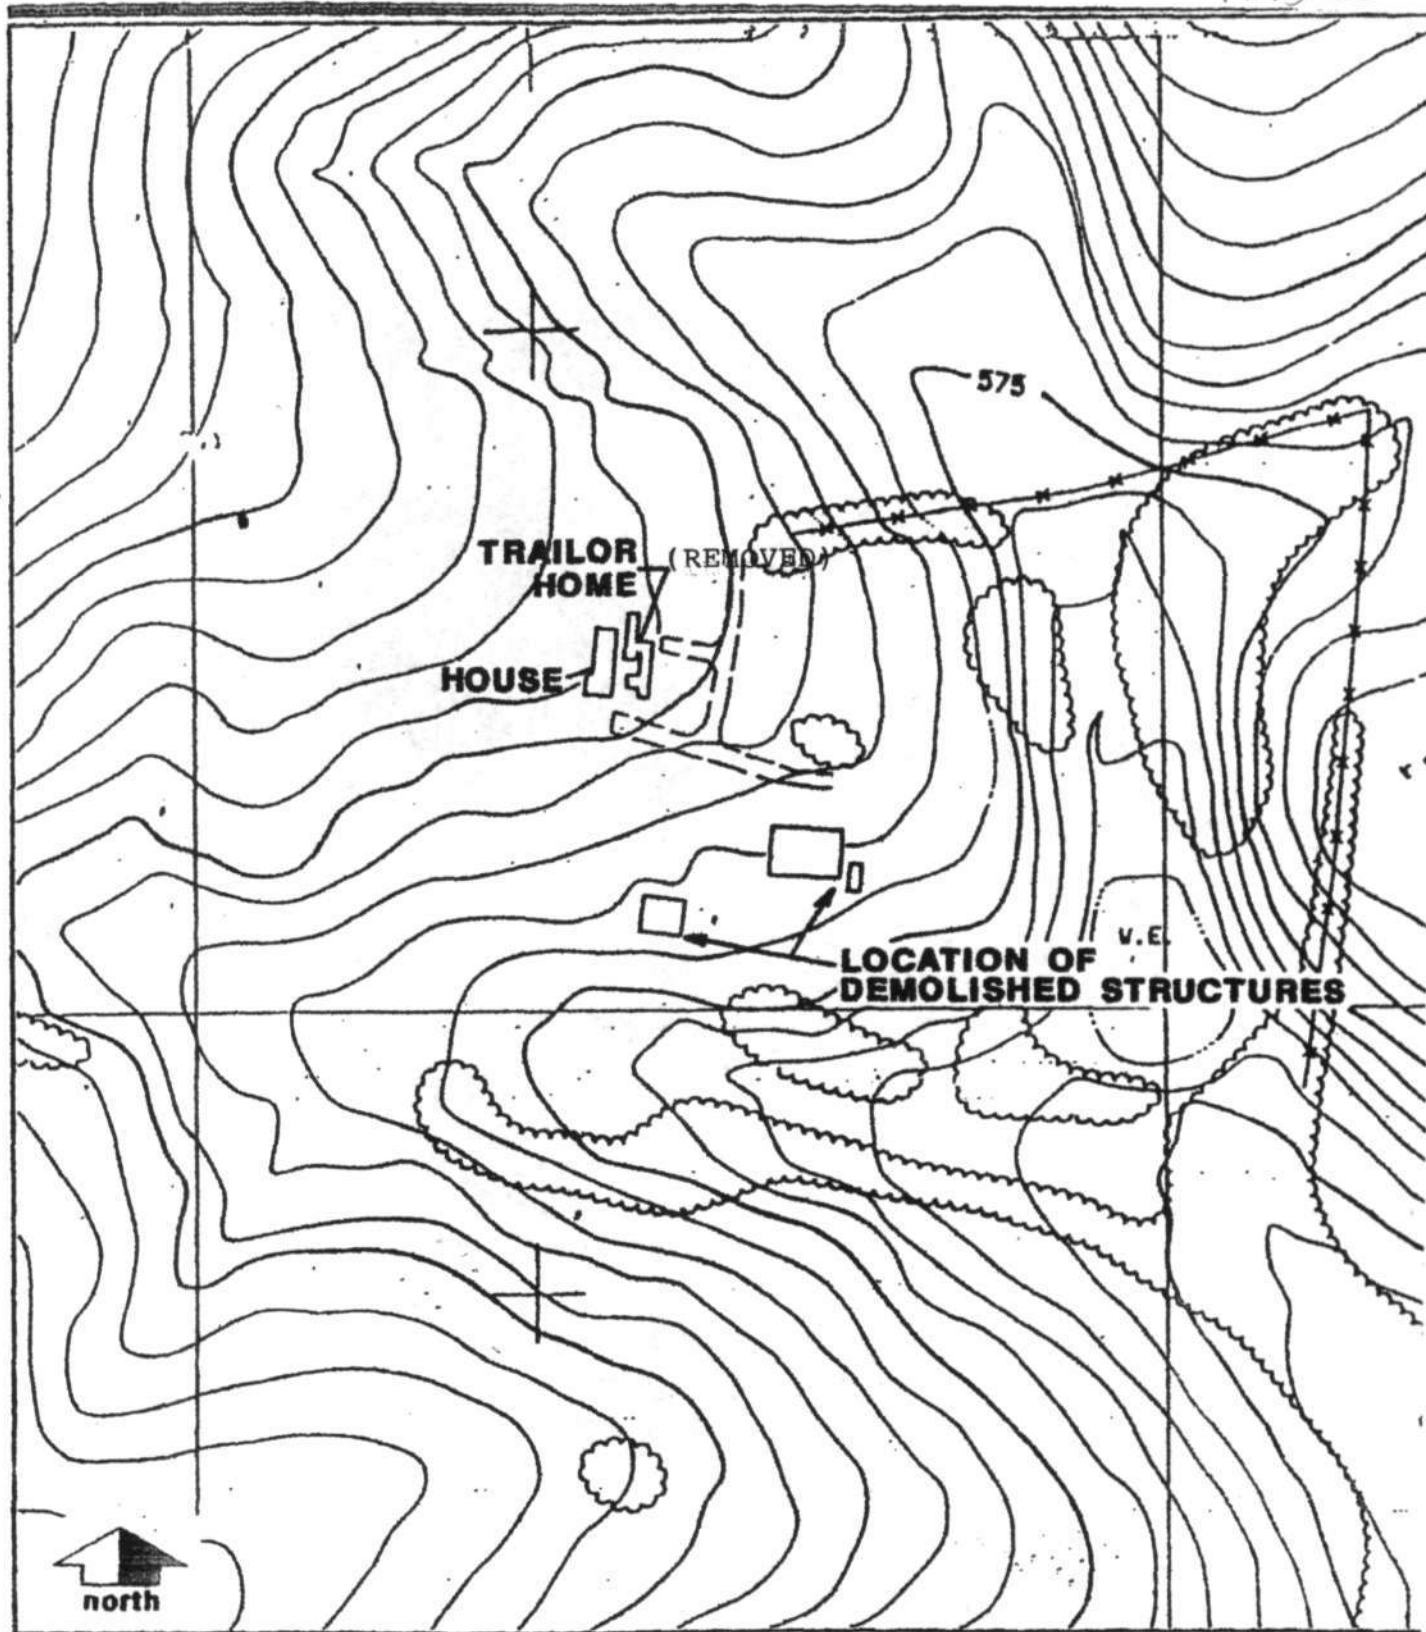 575
TRAILOR (REMOVED)
HOME
HOUSE
V.E.
LOCATION OF
DEMOLISHED STRUCTURES
north